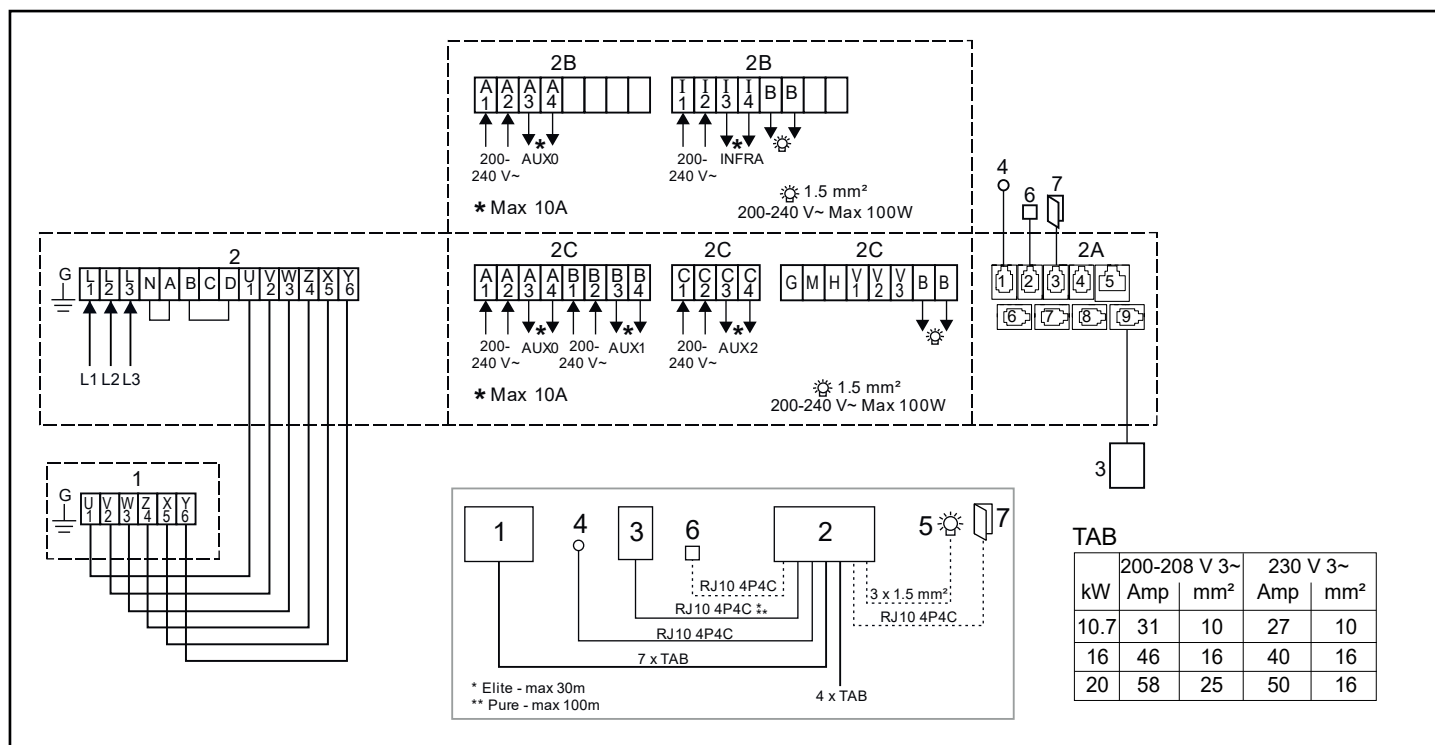 2B
A1 A2 A3 A4
200-240 V~
AUX0
* Max 10A
2B
I1 I2 I3 I4 B B
200-240 V~
INFRA
1.5 mm²
200-240 V~ Max 100W
2
G
L1 L2 L3 N A B C D U1 V2 W3 Z4 X5 Y6
L1 L2 L3
2C
A1 A2 A3 A4 B1 B2 B3 B4
200-240 V~
AUX0
200-240 V~
AUX1
* Max 10A
2C
C1 C2 C3 C4
200-240 V~
AUX2
2C
G M H V1 V2 V3 B B
1.5 mm²
200-240 V~ Max 100W
4
6
7
2A
1 2 3 4 5
6 7 8 9
3
1
G
U1 V2 W3 Z4 X5 Y6
1
4
3
6
2
5
7
RJ10 4P4C
RJ10 4P4C * **
RJ10 4P4C
7 x TAB
3 x 1.5 mm²
RJ10 4P4C
4 x TAB
* Elite - max 30m
** Pure - max 100m
TAB
200-208 V 3~ 230 V 3~
kW Amp mm² Amp mm²
10.7 31 10 27 10
16 46 16 40 16
20 58 25 50 16